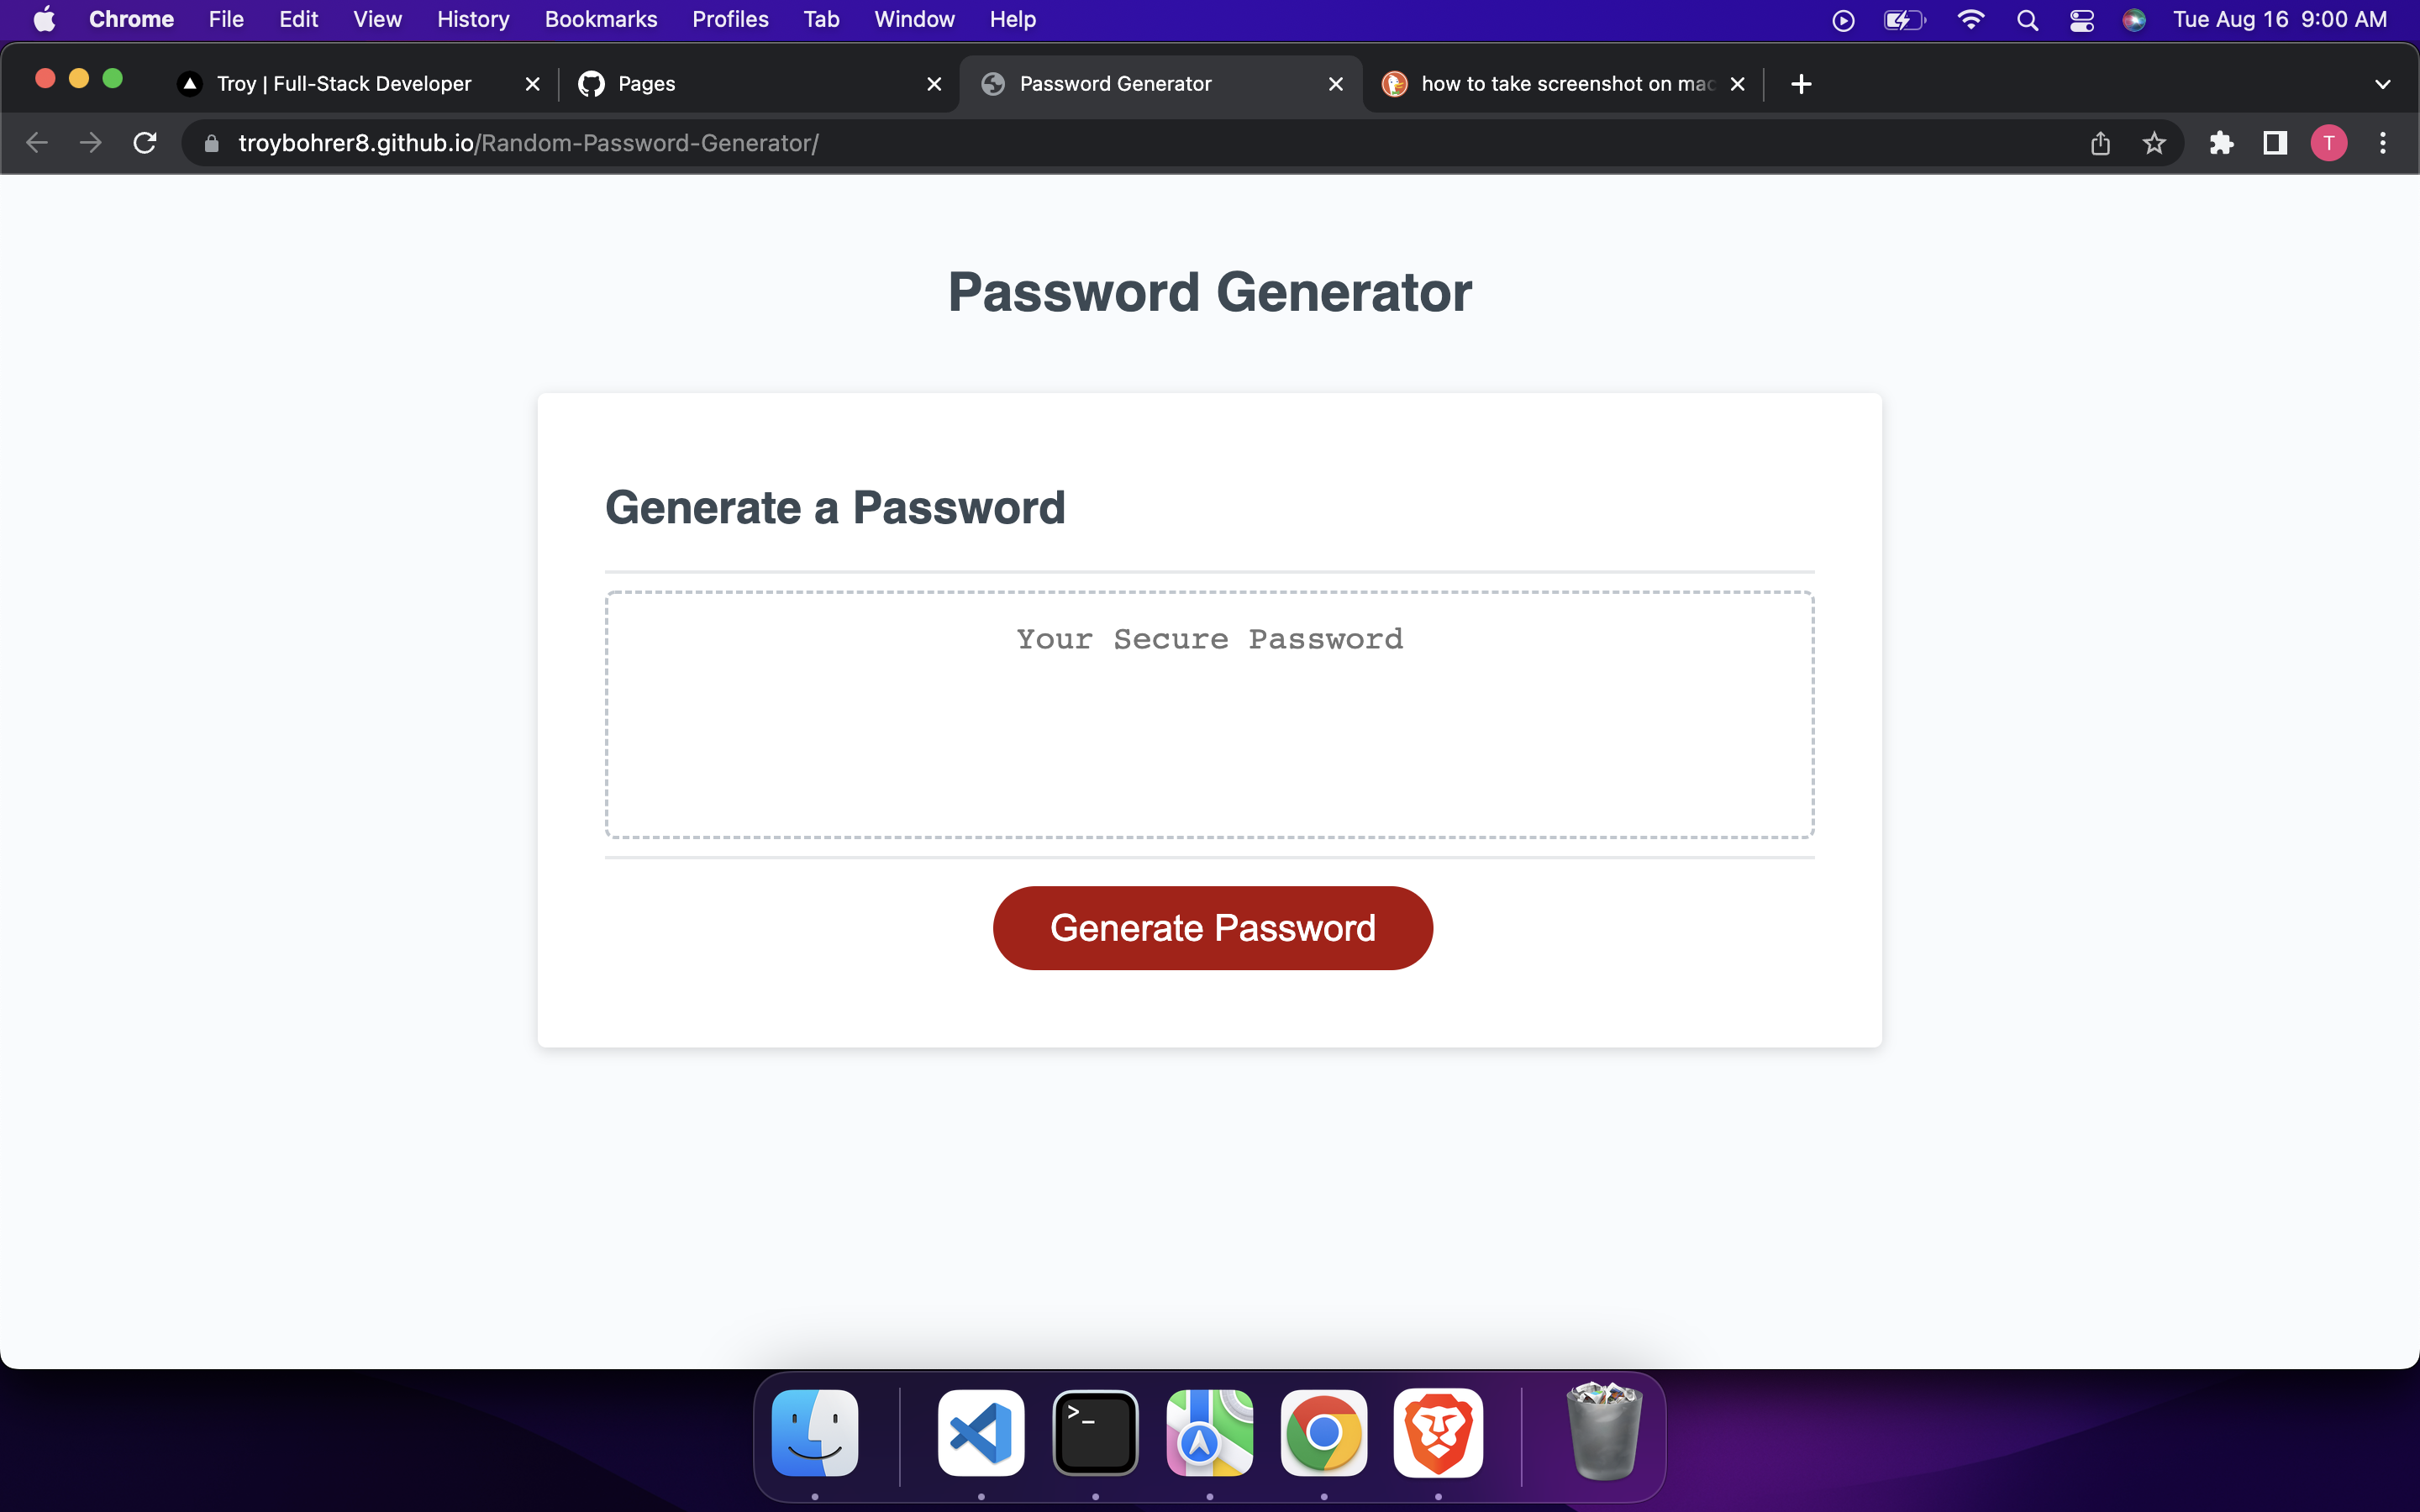 Chrome File Edit View History Bookmarks Profiles Tab Window Help Tue Aug 16 9:00 AM
Troy | Full-Stack Developer Pages Password Generator how to take screenshot on mac
troybohrer8.github.io/Random-Password-Generator/ T
Password Generator
Generate a Password
Your Secure Password
Generate Password
>_